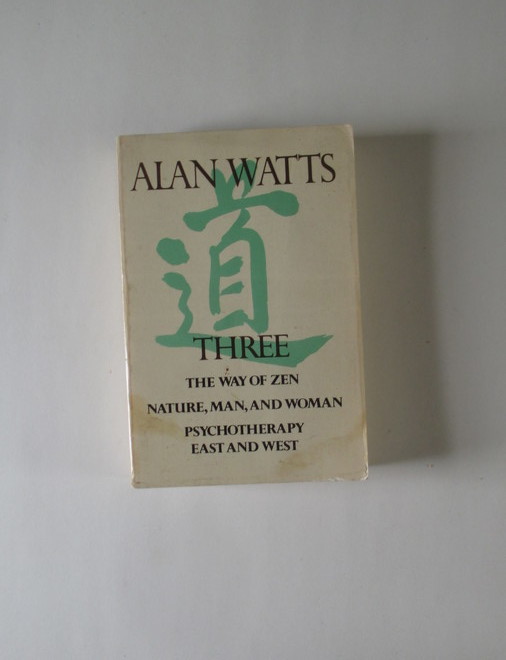 ALAN WATTS
道
THREE
THE WAY OF ZEN
NATURE, MAN, AND WOMAN
PSYCHOTHERAPY
EAST AND WEST